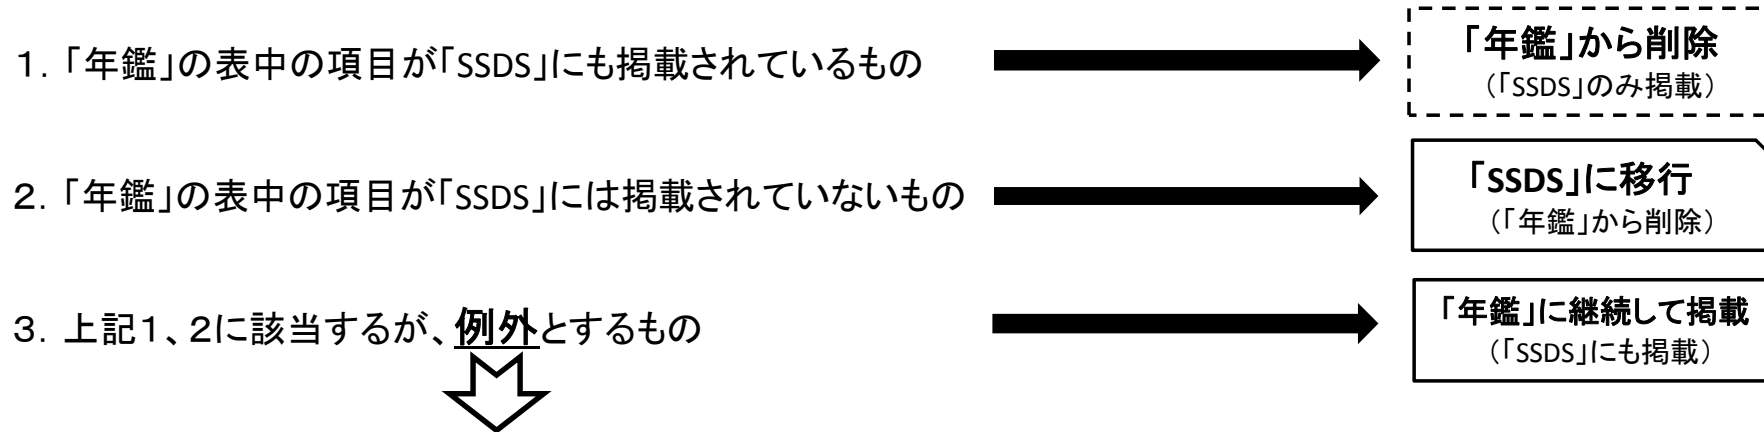 1. 「年鑑」の表中の項目が「SSDS」にも掲載されているもの
「年鑑」から削除
（「SSDS」のみ掲載）
2. 「年鑑」の表中の項目が「SSDS」には掲載されていないもの
「SSDS」に移行
（「年鑑」から削除）
3. 上記1、2に該当するが、例外とするもの
「年鑑」に継続して掲載
（「SSDS」にも掲載）